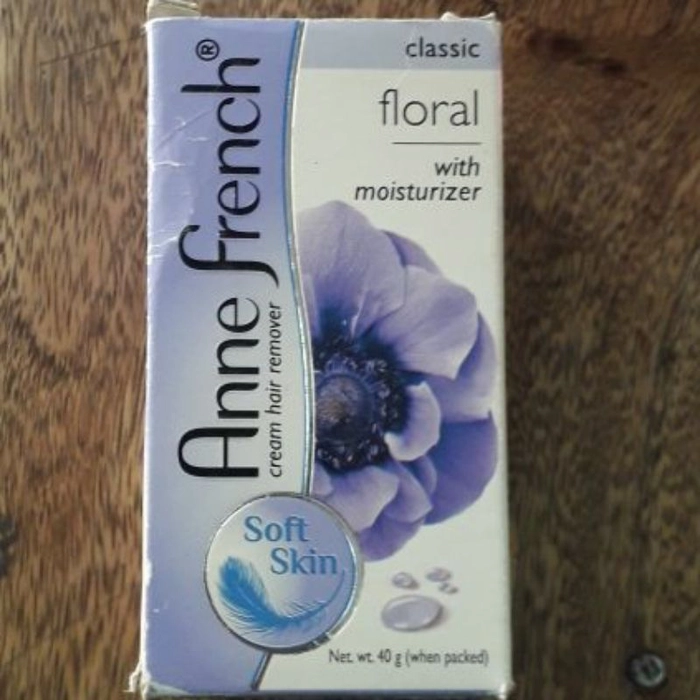 classic
floral
with
moisturizer
Anne french®
cream hair remover
Soft
Skin
Net. wt. 40 g (when packed)